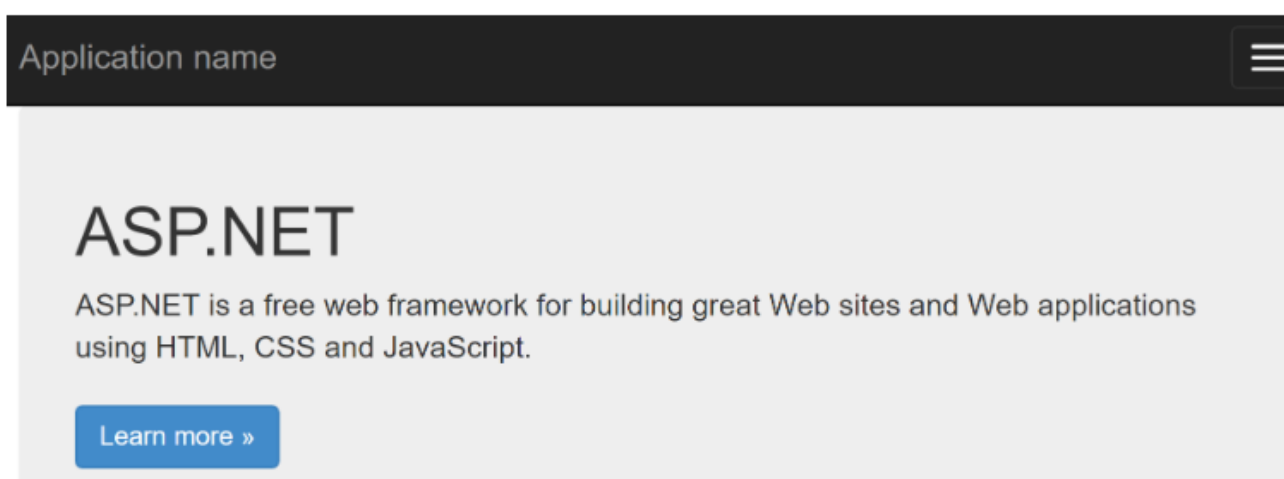 Application name
ASP.NET
ASP.NET is a free web framework for building great Web sites and Web applications
using HTML, CSS and JavaScript.
Learn more »